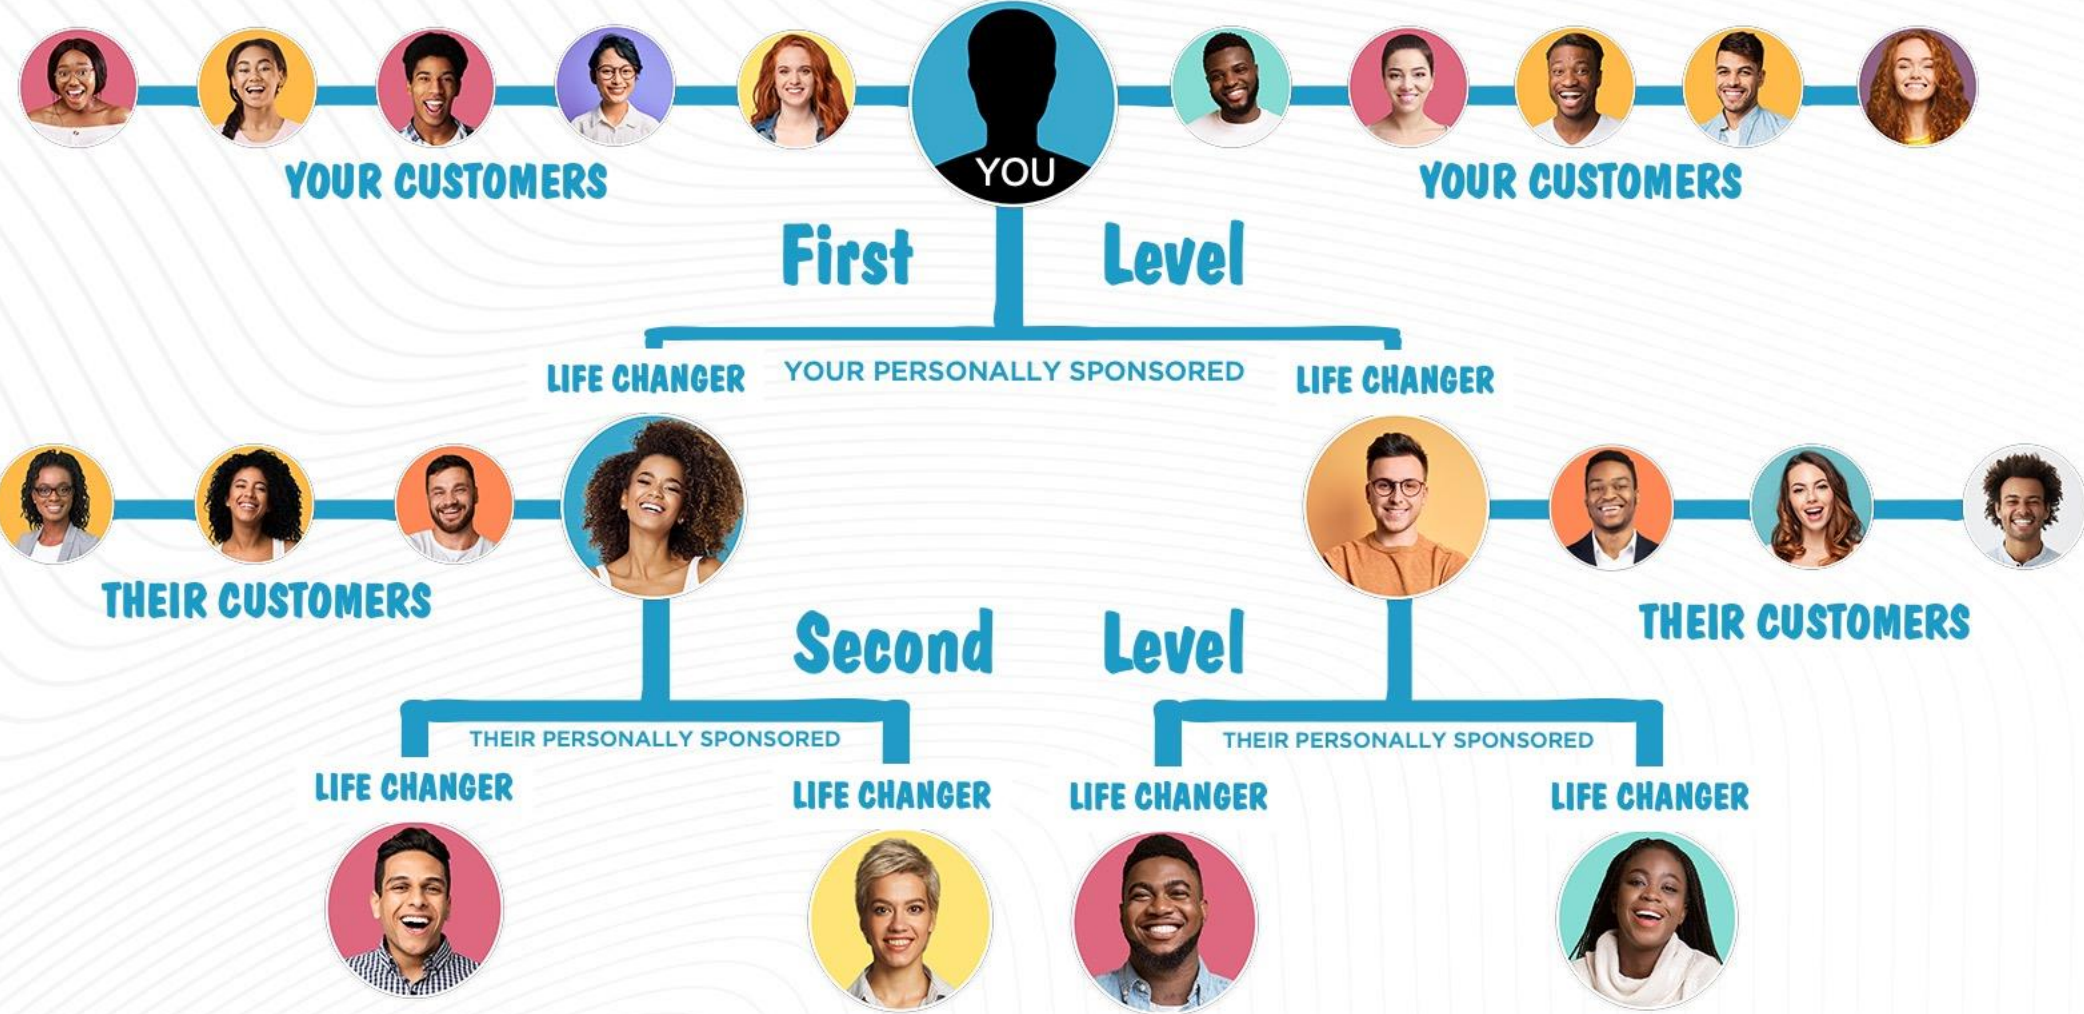 YOU
YOUR CUSTOMERS
YOUR CUSTOMERS
First Level
LIFE CHANGER
YOUR PERSONALLY SPONSORED
LIFE CHANGER
THEIR CUSTOMERS
THEIR CUSTOMERS
Second Level
THEIR PERSONALLY SPONSORED
THEIR PERSONALLY SPONSORED
LIFE CHANGER
LIFE CHANGER
LIFE CHANGER
LIFE CHANGER